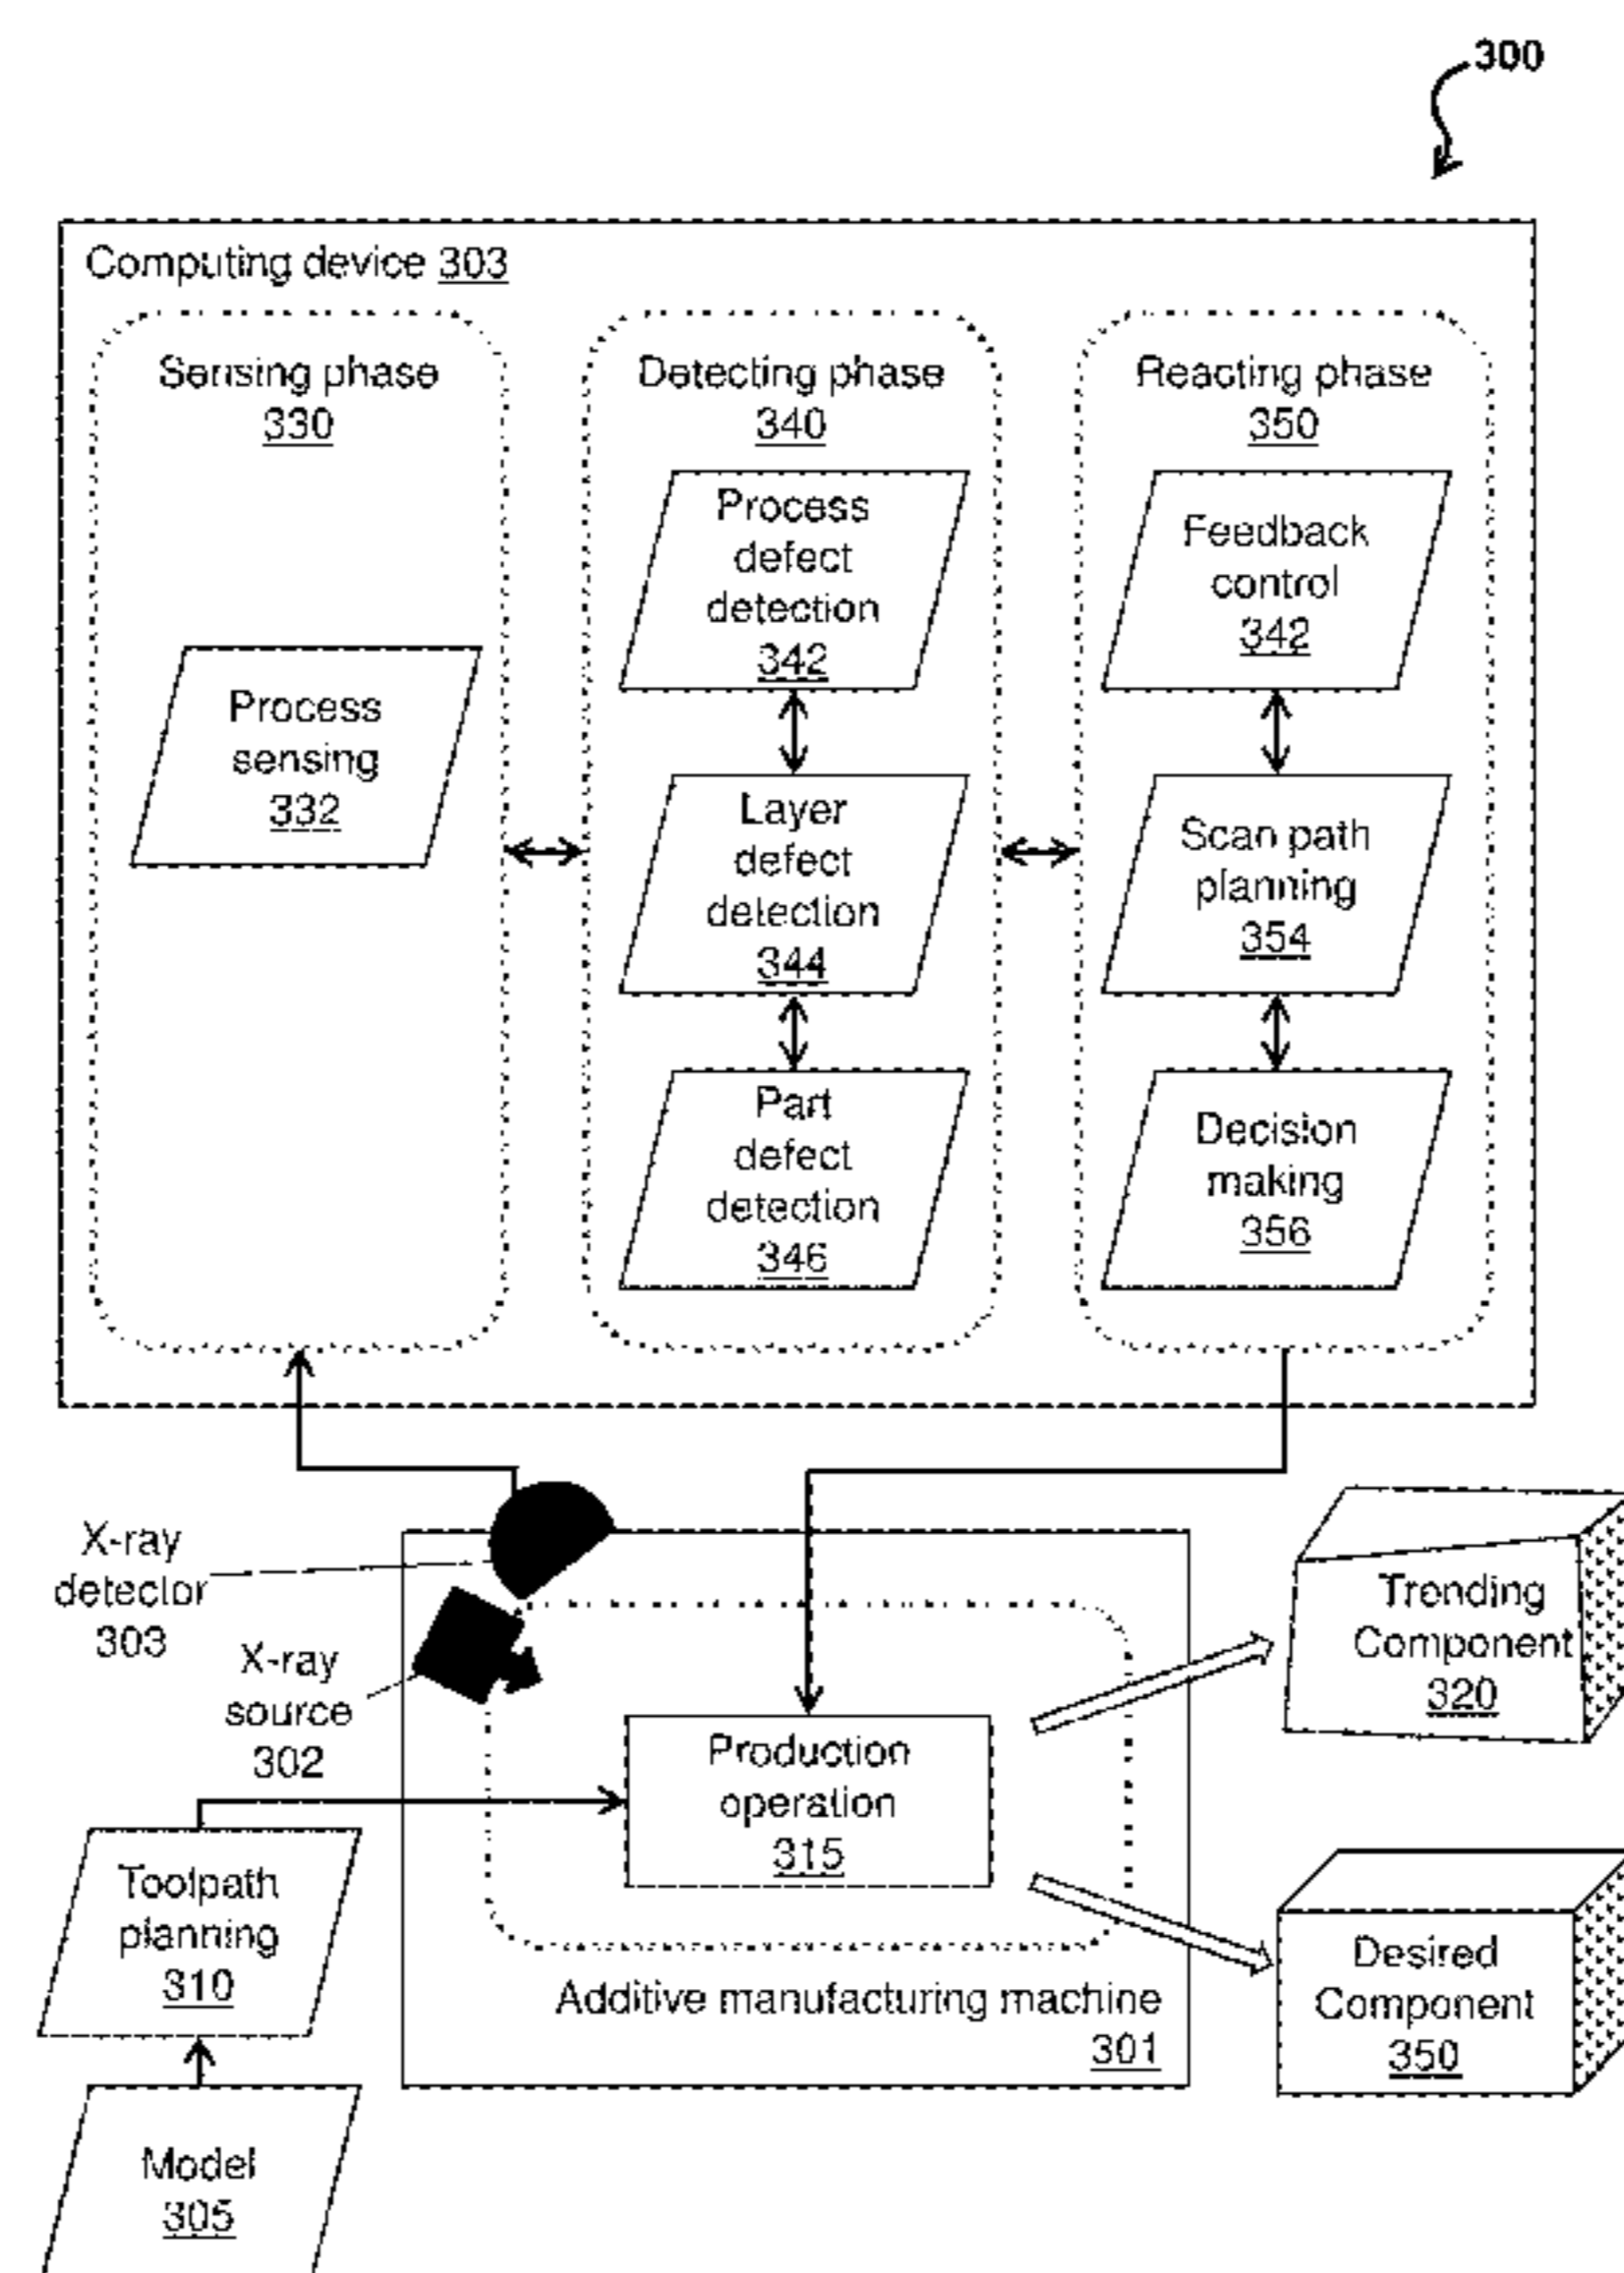 300
Computing device 303
Sensing phase
330
Process
sensing
332
Detecting phase
340
Process
defect
detection
342
Layer
defect
detection
344
Part
defect
detection
346
Reacting phase
350
Feedback
control
342
Scan path
planning
354
Decision
making
356
X-ray
detector
303
X-ray
source
302
Production
operation
315
Additive manufacturing machine
301
Trending
Component
320
Desired
Component
350
Toolpath
planning
310
Model
305